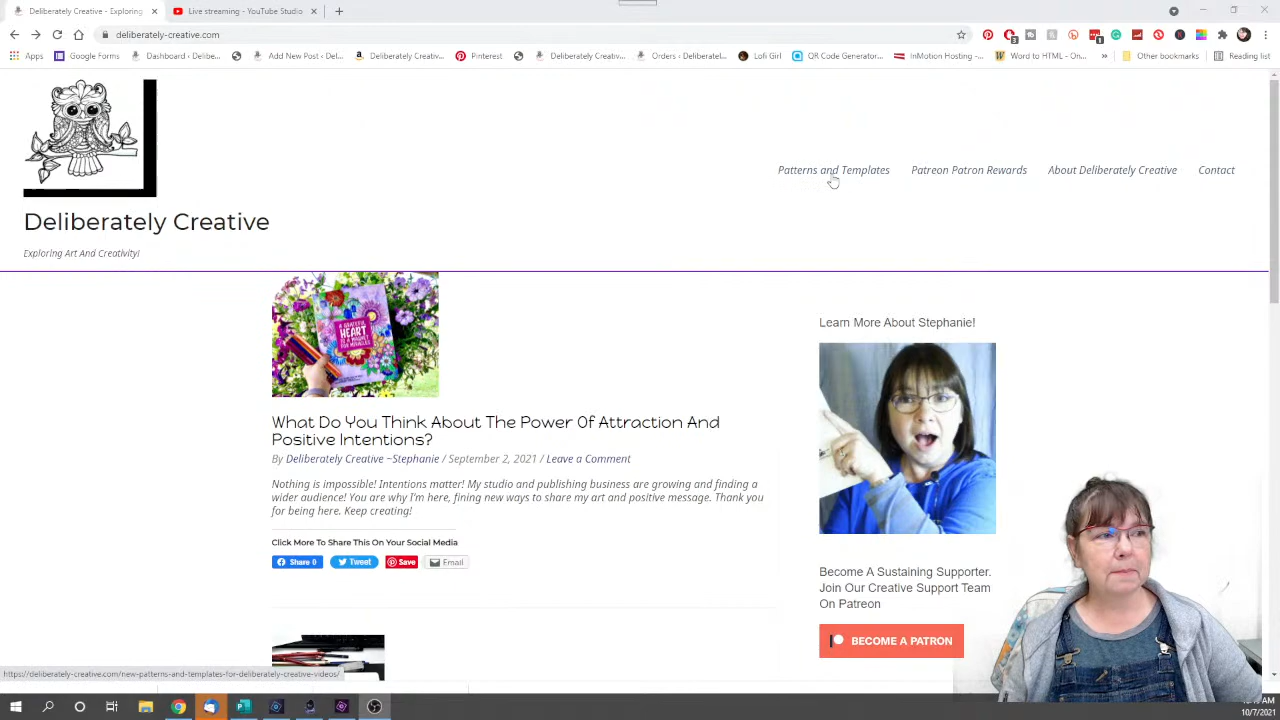 Deliberately Creative - Exploring
Live streaming - YouTube Studio
deliberately-creative.com
Apps
Google Forms
Dashboard ‹ Delibe...
Add New Post ‹ Del...
Amazon
Deliberately Creativ...
Pinterest
Deliberately Creativ...
Orders ‹ Deliberatel...
Lofi Girl
QR Code Generator...
InMotion Hosting -...
Word to HTML - On...
Other bookmarks
Reading list
Patterns and Templates
Patreon Patron Rewards
About Deliberately Creative
Contact
Deliberately Creative
Exploring Art And Creativity!
A GRATEFUL
HEART
IS A MAGNET
FOR MIRACLES
What Do You Think About The Power Of Attraction And
Positive Intentions?
By Deliberately Creative ~Stephanie / September 2, 2021 / Leave a Comment
Nothing is impossible! Intentions matter! My studio and publishing business are growing and finding a
wider audience! You are why I'm here, fining new ways to share my art and positive message. Thank you
for being here. Keep creating!
Click More To Share This On Your Social Media
Share 0
Tweet
Save
Email
Learn More About Stephanie!
Become A Sustaining Supporter.
Join Our Creative Support Team
On Patreon
BECOME A PATRON
https://deliberately-creative.com/new-patterns-and-templates-for-deliberately-creative-videos/
10/7/2021